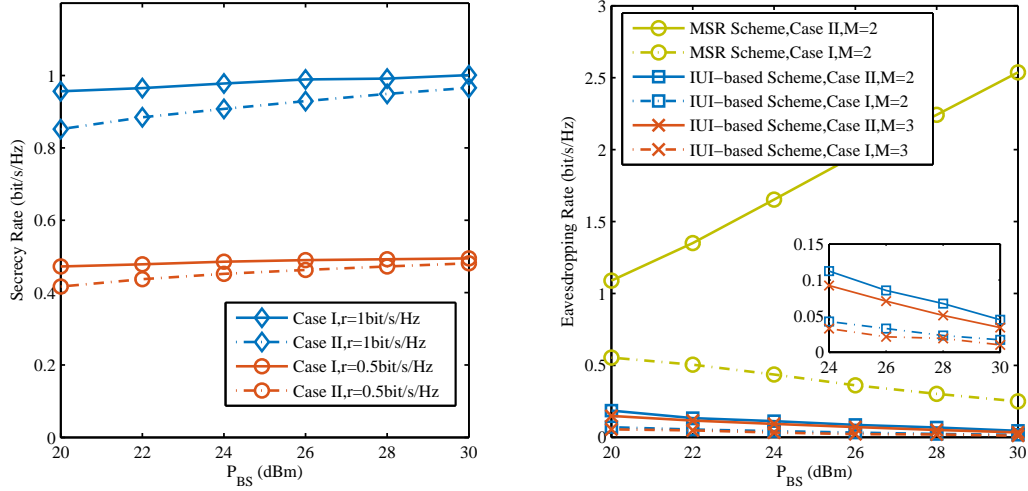 1
0.8
0.6
0.4
0.2
0
20
22
24
26
28
30
P_BS (dBm)
Secrecy Rate (bit/s/Hz)
Case I,r=1bit/s/Hz
Case II,r=1bit/s/Hz
Case I,r=0.5bit/s/Hz
Case II,r=0.5bit/s/Hz
3
2.5
2
1.5
1
0.5
0
20
22
24
26
28
30
P_BS (dBm)
Eavesdropping Rate (bit/s/Hz)
MSR Scheme,Case II,M=2
MSR Scheme,Case I,M=2
IUI−based Scheme,Case II,M=2
IUI−based Scheme,Case I,M=2
IUI−based Scheme,Case II,M=3
IUI−based Scheme,Case I,M=3
0.15
0.1
0.05
0
24
26
28
30